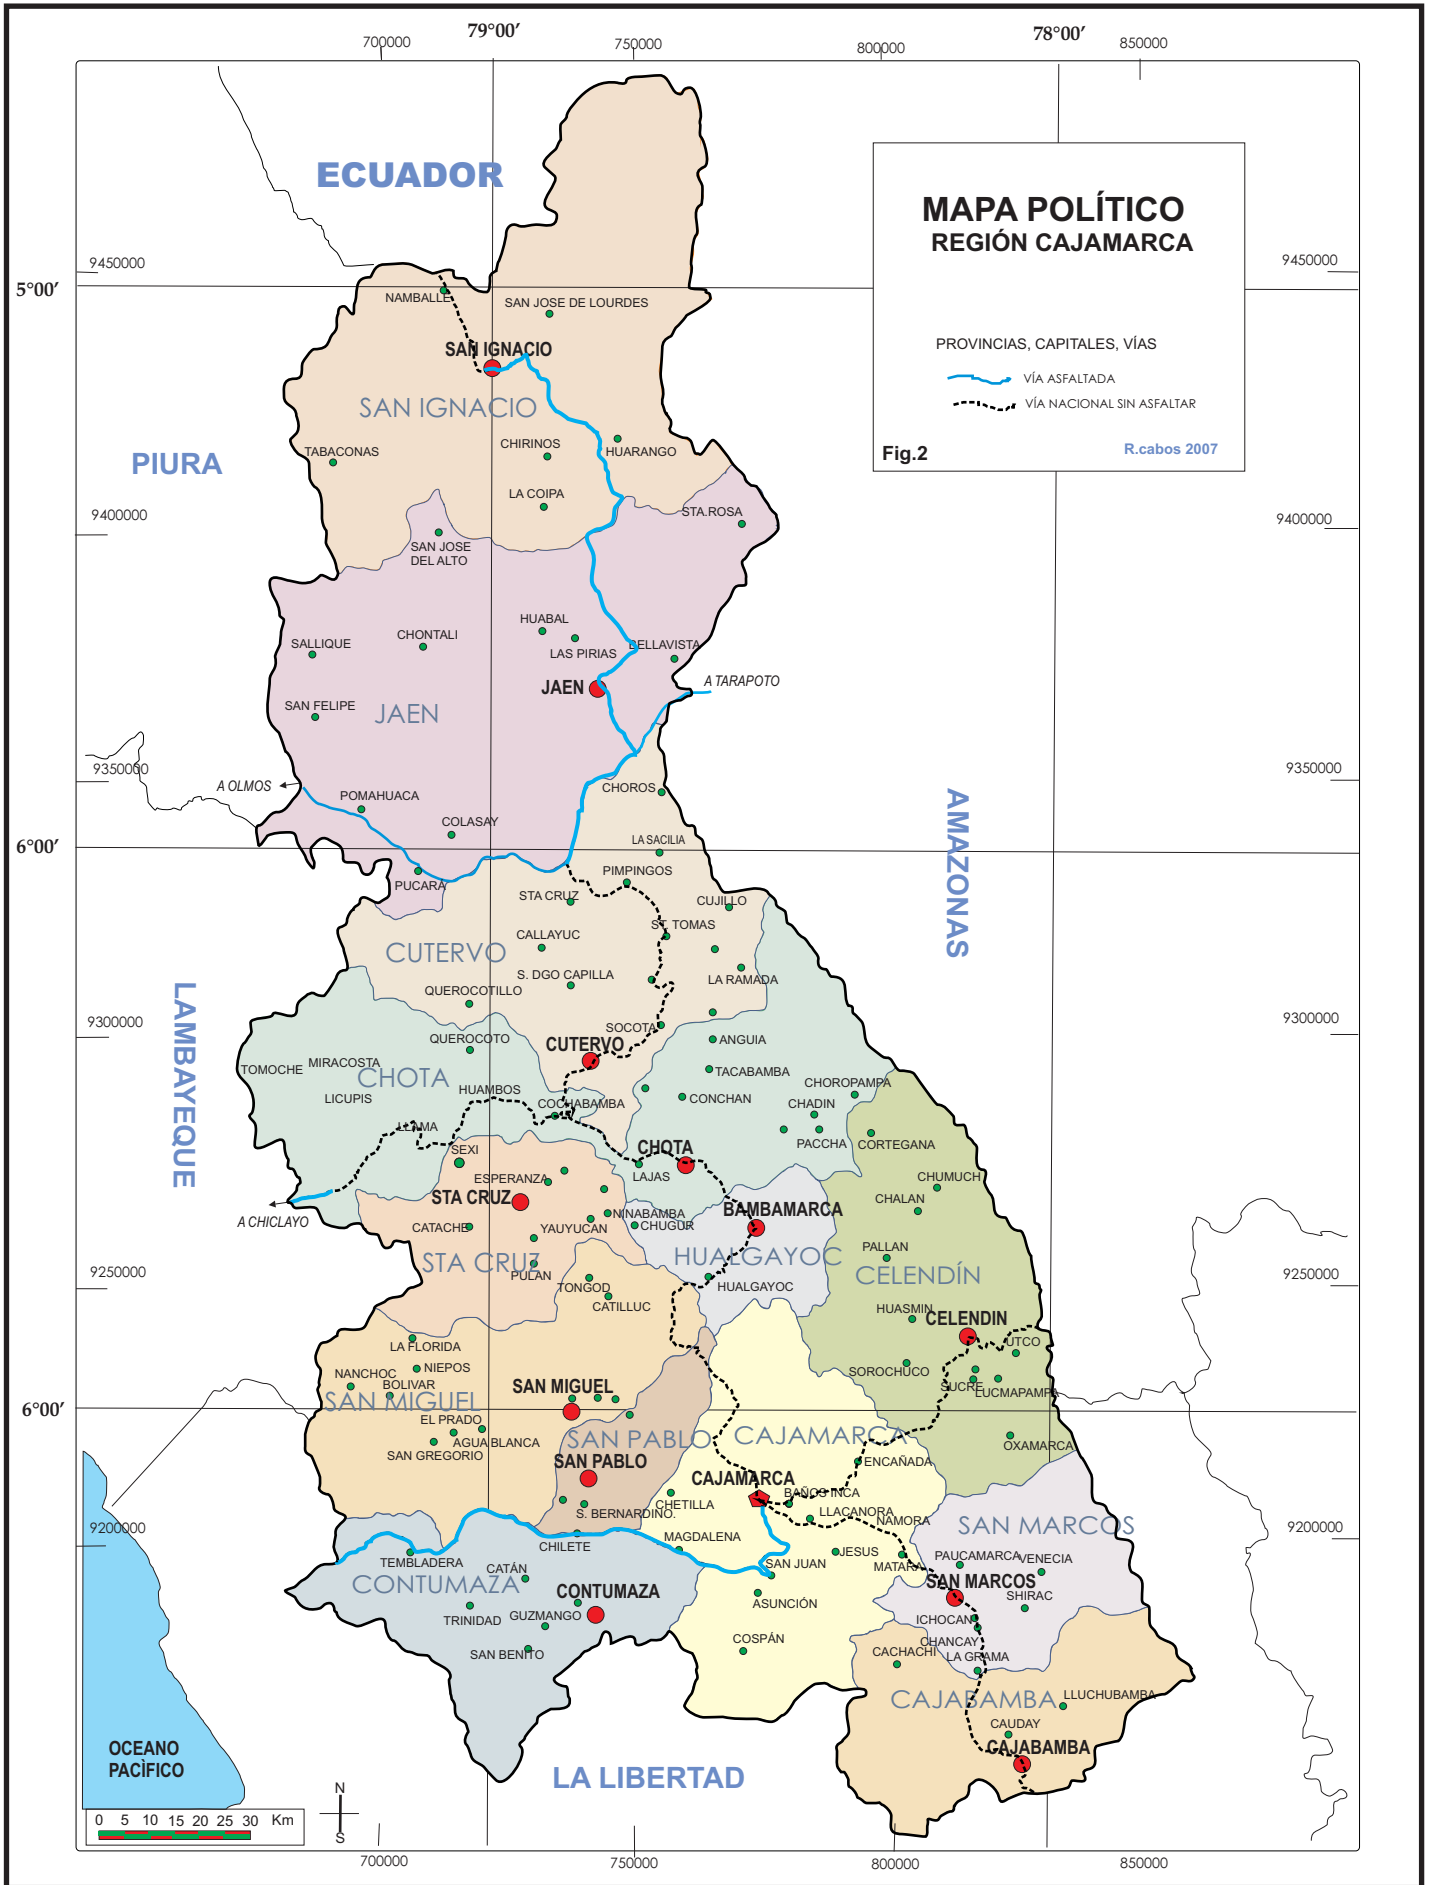 79°00′
78°00′
700000
750000
800000
850000
ECUADOR
MAPA POLÍTICO
REGIÓN CAJAMARCA
PROVINCIAS, CAPITALES, VÍAS
VÍA ASFALTADA
VÍA NACIONAL SIN ASFALTAR
Fig.2
R.cabos 2007
9450000
9450000
5°00′
NAMBALLE
SAN JOSE DE LOURDES
SAN IGNACIO
SAN IGNACIO
PIURA
TABACONAS
CHIRINOS
HUARANGO
LA COIPA
STA.ROSA
9400000
9400000
SAN JOSE
DEL ALTO
HUABAL
CHONTALI
SALLIQUE
LAS PIRIAS
BELLAVISTA
JAEN
A TARAPOTO
SAN FELIPE
JAEN
9350000
9350000
A OLMOS
POMAHUACA
CHOROS
COLASAY
AMAZONAS
6°00′
LA SACILIA
PIMPINGOS
PUCARA
STA CRUZ
CUJILLO
ST. TOMAS
CALLAYUC
CUTERVO
S. DGO CAPILLA
LA RAMADA
QUEROCOTILLO
LAMBAYEQUE
9300000
9300000
SOCOTA
QUEROCOTO
CUTERVO
ANGUIA
TOMOCHE
MIRACOSTA
CHOTA
TACABAMBA
CHOROPAMPA
LICUPIS
HUAMBOS
COCHABAMBA
CONCHAN
CHADIN
LLAMA
PACCHA
CORTEGANA
SEXI
CHOTA
LAJAS
ESPERANZA
CHUMUCH
STA CRUZ
CHALAN
A CHICLAYO
CATACHE
YAUYUCAN
NINABAMBA
CHUGUR
BAMBAMARCA
STA CRUZ
PULAN
HUALGAYOC
PALLAN
CELENDÍN
9250000
9250000
TONGOD
HUALGAYOC
CATILLUC
HUASMIN
CELENDIN
LA FLORIDA
UTCO
NANCHOC
NIEPOS
BOLIVAR
SOROCHUCO
SUCRE
LUCMAPAMPA
SAN MIGUEL
SAN MIGUEL
6°00′
EL PRADO
AGUA BLANCA
SAN GREGORIO
SAN PABLO
CAJAMARCA
OXAMARCA
SAN PABLO
ENCAÑADA
CAJAMARCA
CHETILLA
BAÑOS INCA
S. BERNARDINO.
LLACANORA
NAMORA
SAN MARCOS
9200000
9200000
CHILETE
MAGDALENA
TEMBLADERA
CATÁN
SAN JUAN
JESUS
MATARA
PAUCAMARCA
VENECIA
CONTUMAZA
CONTUMAZA
SAN MARCOS
TRINIDAD
GUZMANGO
ASUNCIÓN
ICHOCAN
SHIRAC
SAN BENITO
COSPÁN
CHANCAY
CACHACHI
LA GRAMA
CAJABAMBA
LLUCHUBAMBA
CAUDAY
CAJABAMBA
OCEANO
PACÌFICO
LA LIBERTAD
N
S
0 5 10 15 20 25 30 Km
700000
750000
800000
850000